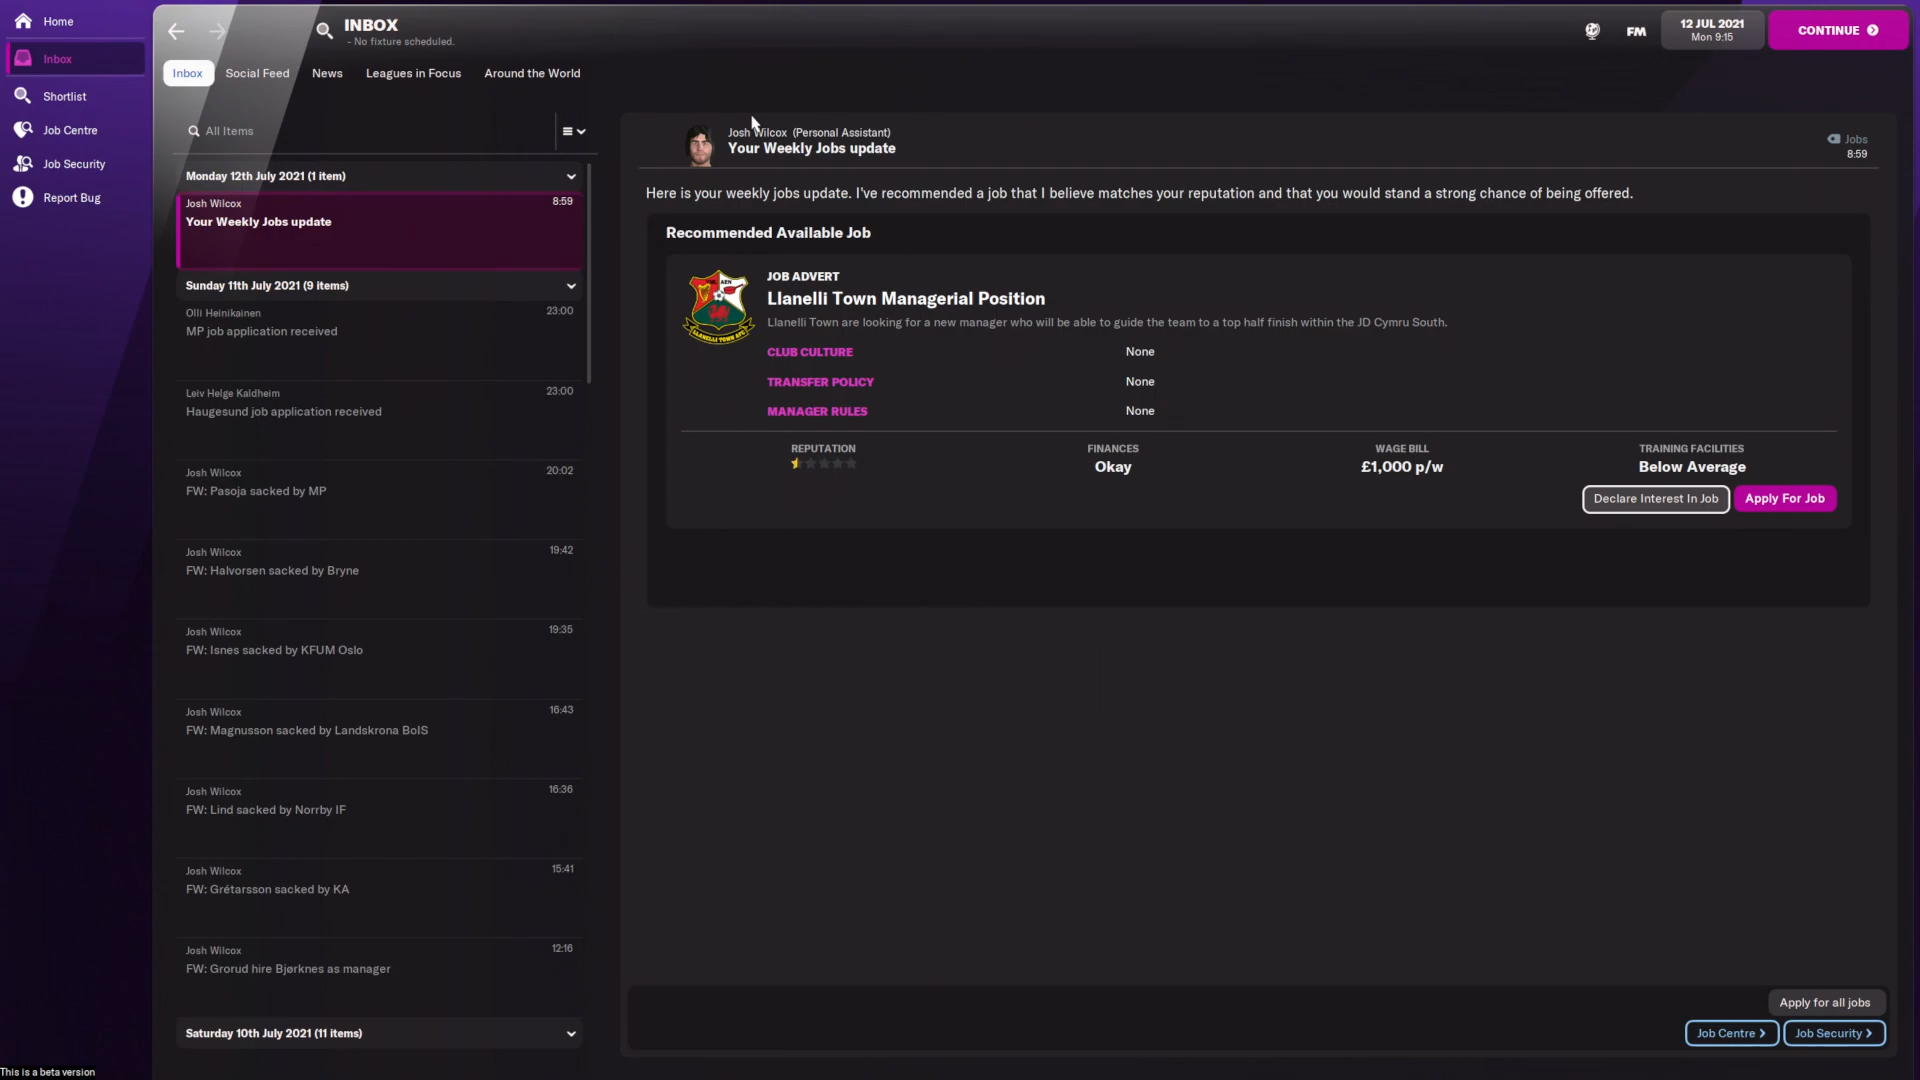 Home
Inbox
Shortlist
Job Centre
Job Security
Report Bug
INBOX
- No fixture scheduled.
FM
12 JUL 2021
Mon 9:15
CONTINUE
Inbox
Social Feed
News
Leagues in Focus
Around the World
All Items
Monday 12th July 2021 (1 item)
Josh Wilcox
8:59
Your Weekly Jobs update
Sunday 11th July 2021 (9 items)
Olli Heinikainen
23:00
MP job application received
Leiv Helge Kaldheim
23:00
Haugesund job application received
Josh Wilcox
20:02
FW: Pasoja sacked by MP
Josh Wilcox
19:42
FW: Halvorsen sacked by Bryne
Josh Wilcox
19:35
FW: Isnes sacked by KFUM Oslo
Josh Wilcox
16:43
FW: Magnusson sacked by Landskrona BoIS
Josh Wilcox
16:36
FW: Lind sacked by Norrby IF
Josh Wilcox
15:41
FW: Grétarsson sacked by KA
Josh Wilcox
12:16
FW: Grorud hire Bjørknes as manager
Saturday 10th July 2021 (11 items)
Josh Wilcox (Personal Assistant)
Your Weekly Jobs update
Jobs
8:59
Here is your weekly jobs update. I've recommended a job that I believe matches your reputation and that you would stand a strong chance of being offered.
Recommended Available Job
JOB ADVERT
Llanelli Town Managerial Position
Llanelli Town are looking for a new manager who will be able to guide the team to a top half finish within the JD Cymru South.
CLUB CULTURE
None
TRANSFER POLICY
None
MANAGER RULES
None
REPUTATION
FINANCES
Okay
WAGE BILL
£1,000 p/w
TRAINING FACILITIES
Below Average
Declare Interest In Job
Apply For Job
Apply for all jobs
Job Centre
Job Security
This is a beta version